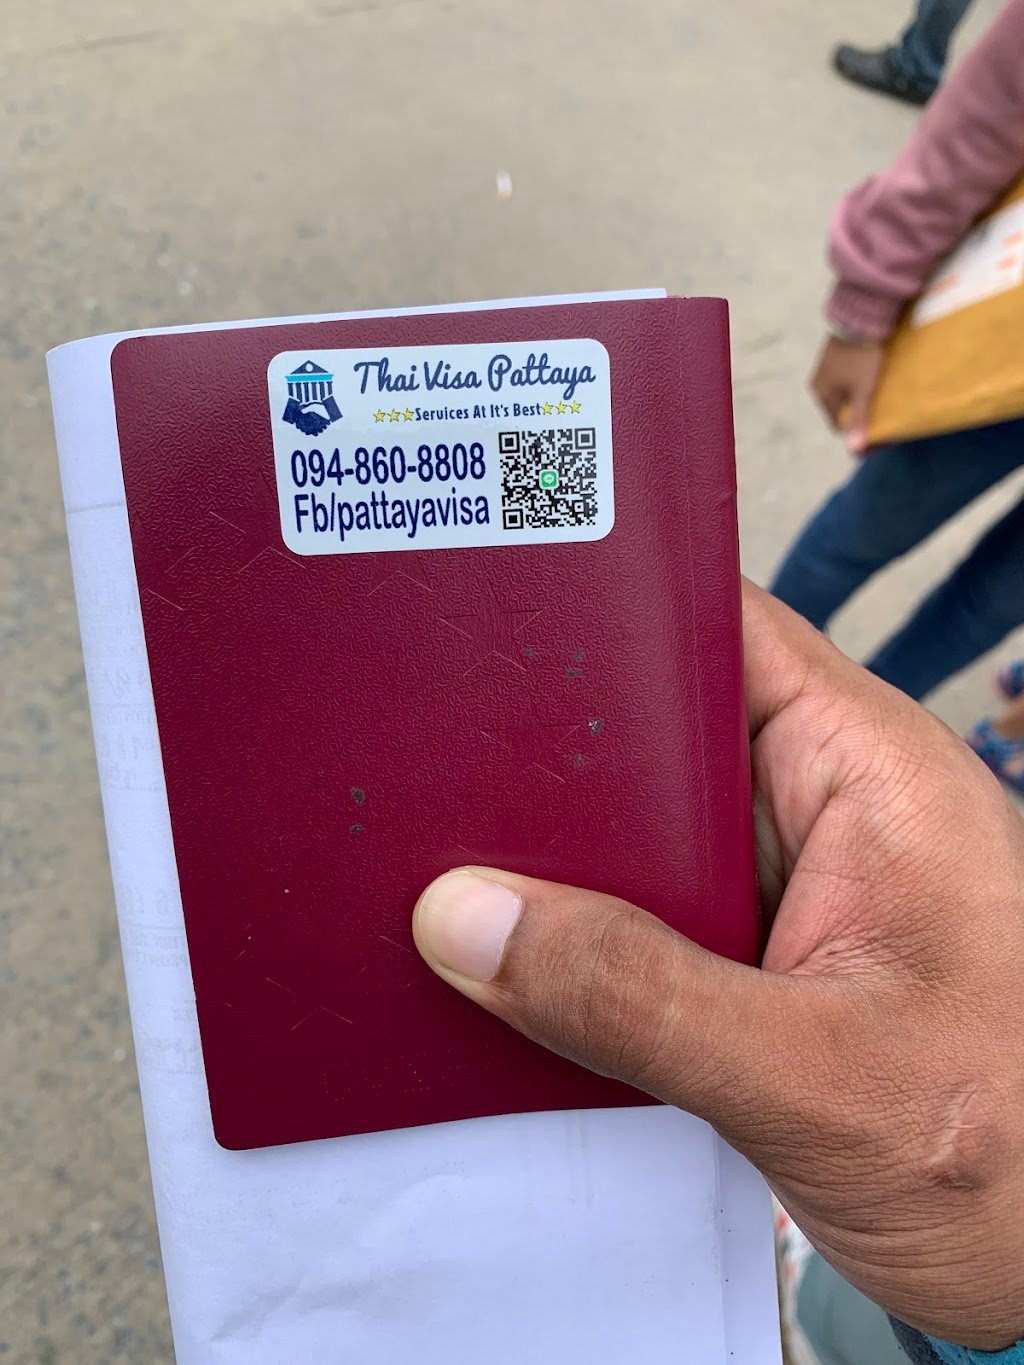 Thai Visa Pattaya
Services At It's Best
094-860-8808
Fb/pattayavisa